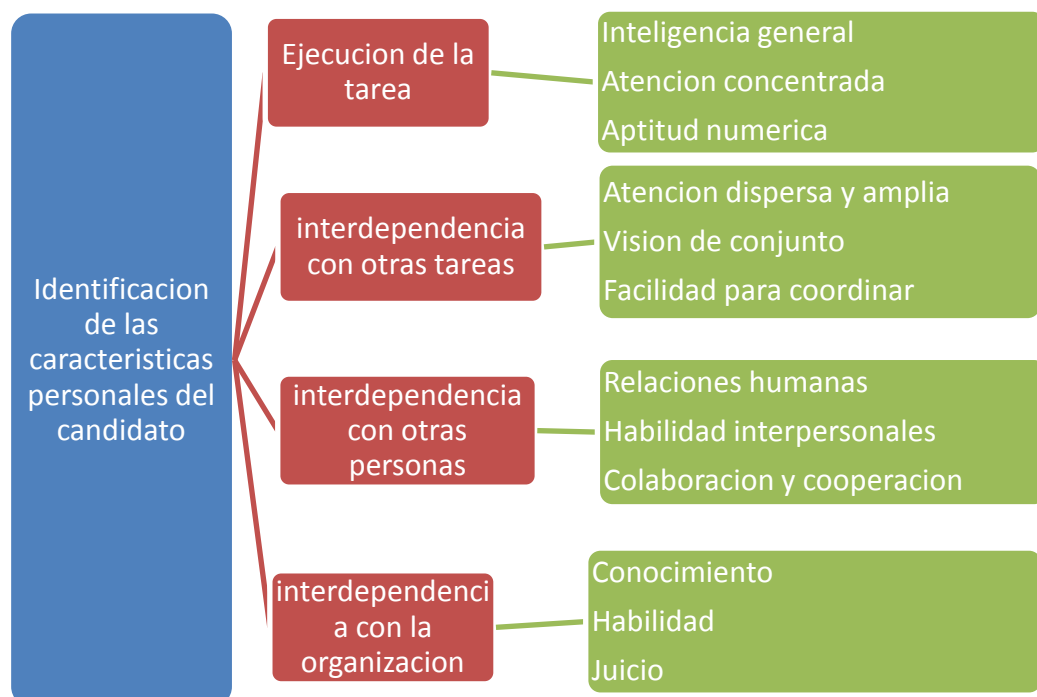 Identificacion
de las
caracteristicas
personales del
candidato
Ejecucion de la
tarea
Inteligencia general
Atencion concentrada
Aptitud numerica
interdependencia
con otras tareas
Atencion dispersa y amplia
Vision de conjunto
Facilidad para coordinar
interdependencia
con otras
personas
Relaciones humanas
Habilidad interpersonales
Colaboracion y cooperacion
interdependenci
a con la
organizacion
Conocimiento
Habilidad
Juicio